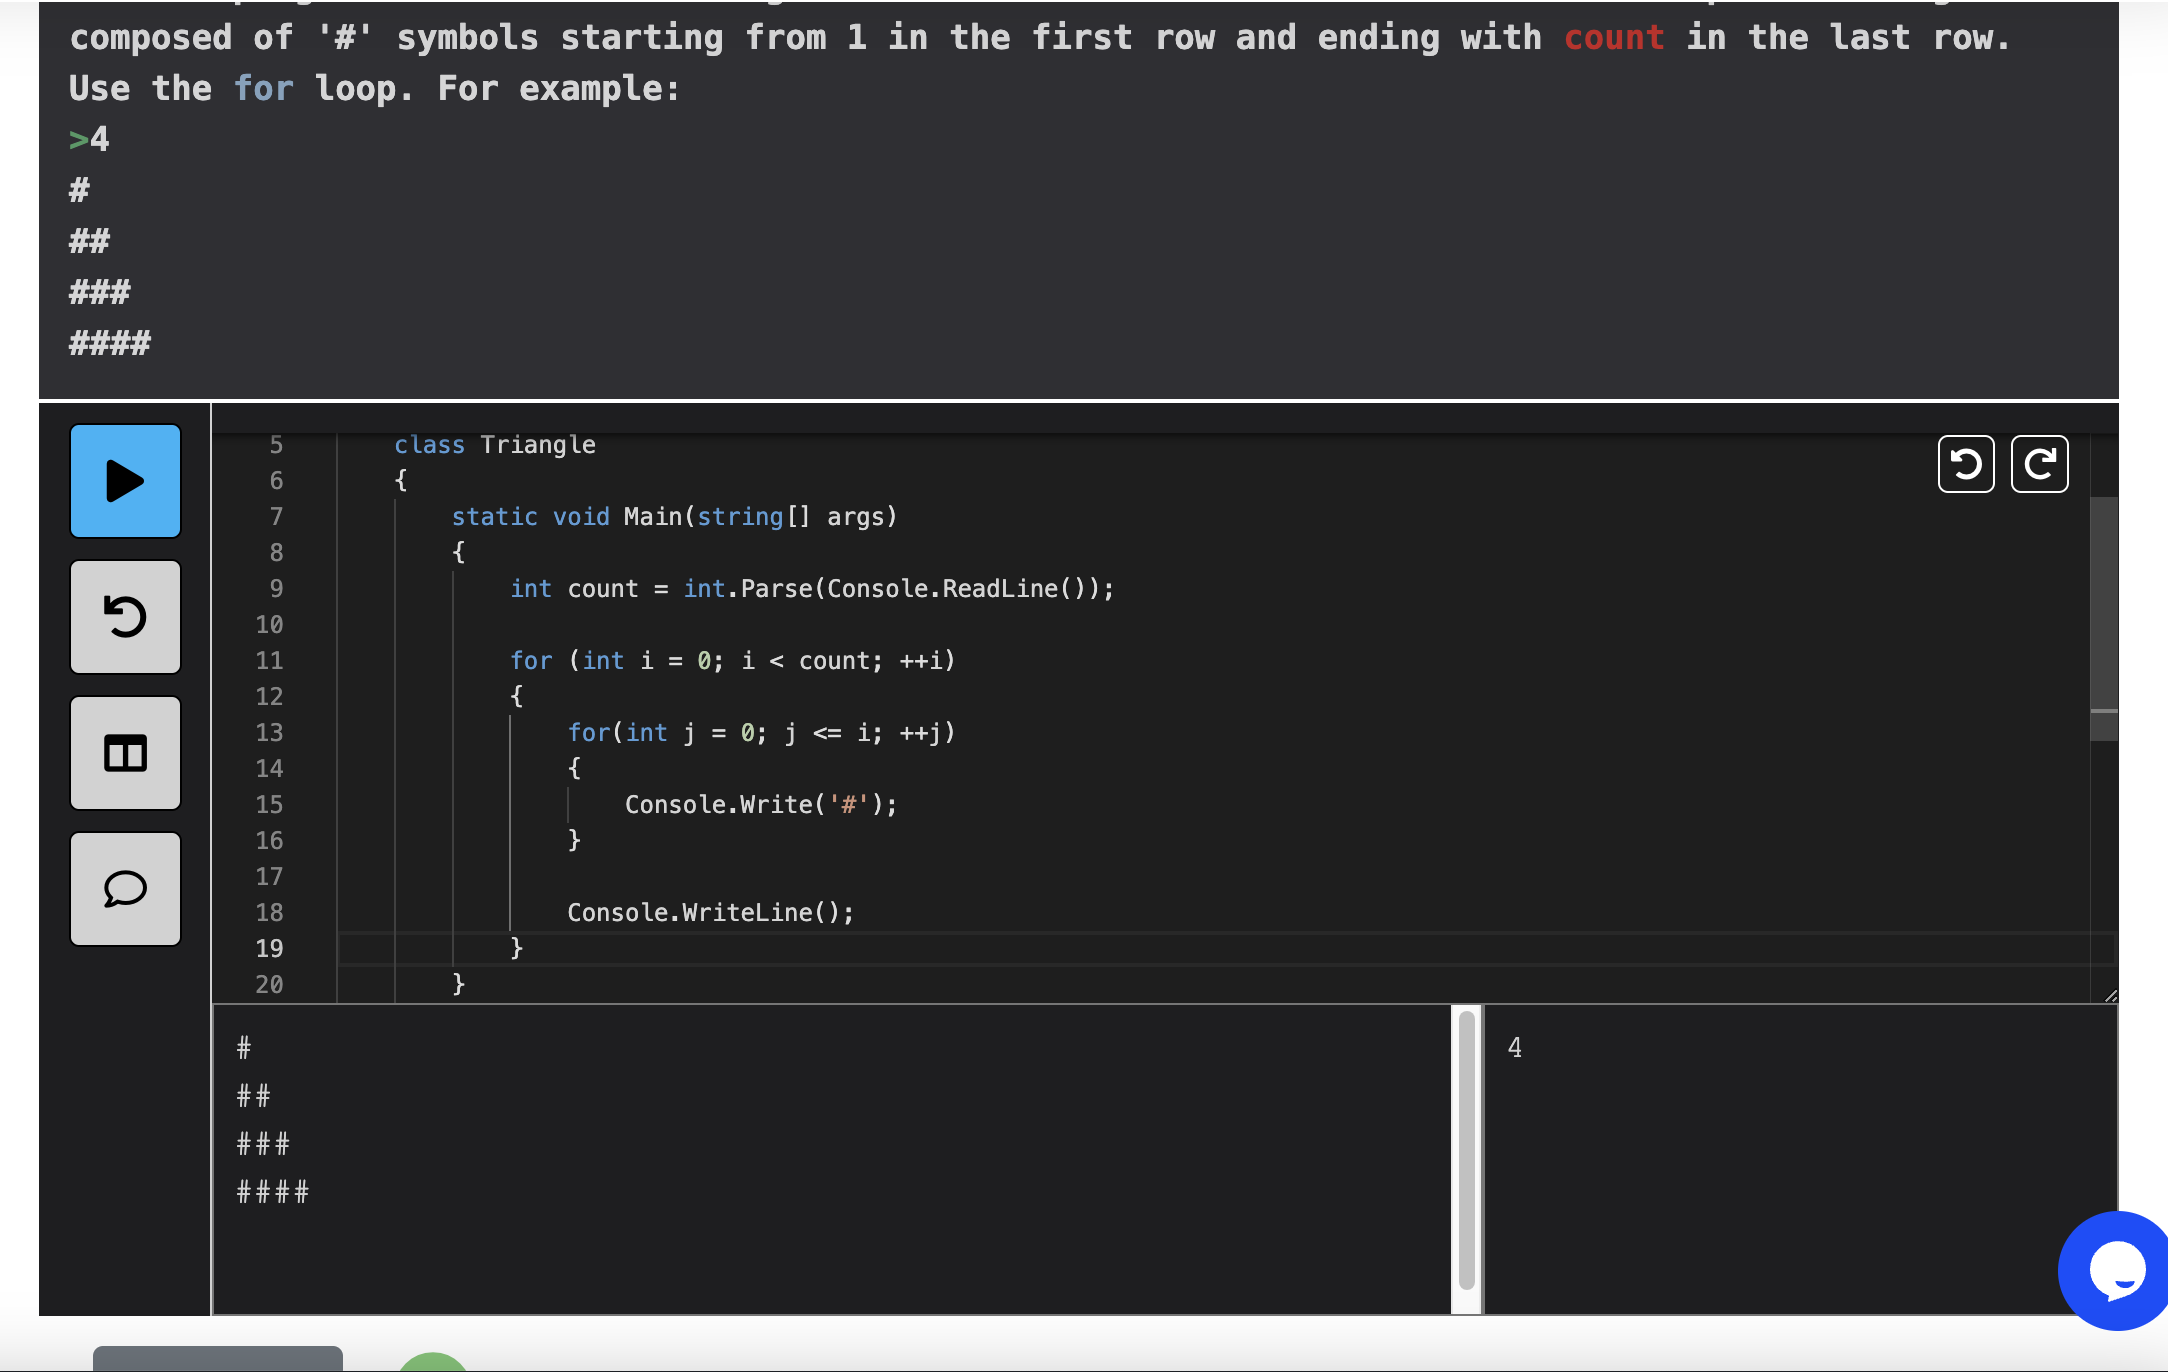 composed of '#' symbols starting from 1 in the first row and ending with count in the last row.
Use the for loop. For example:
>4
#
##
###
####
5 class Triangle
6 {
7 static void Main(string[] args)
8 {
9 int count = int.Parse(Console.ReadLine());
10
11 for (int i = 0; i < count; ++i)
12 {
13 for(int j = 0; j <= i; ++j)
14 {
15 Console.Write('#');
16 }
17
18 Console.WriteLine();
19 }
20 }
#
##
###
####
4